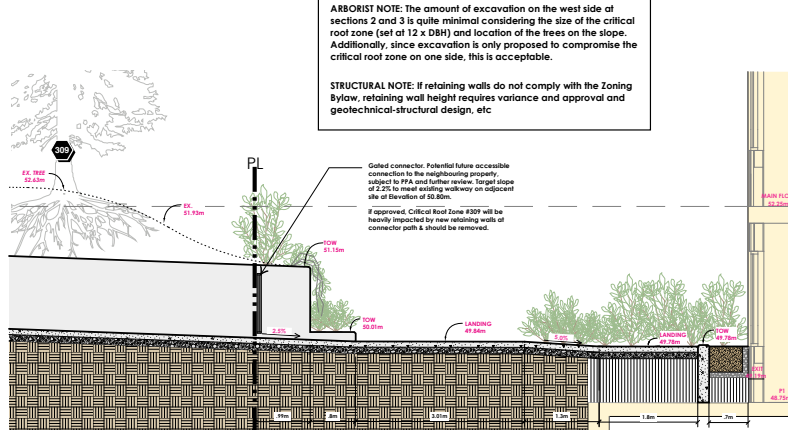 ARBORIST NOTE: The amount of excavation on the west side at
sections 2 and 3 is quite minimal considering the size of the critical
root zone (set at 12 x DBH) and location of the trees on the slope.
Additionally, since excavation is only proposed to compromise the
critical root zone on one side, this is acceptable.
STRUCTURAL NOTE: If retaining walls do not comply with the Zoning
Bylaw, retaining wall height requires variance and approval and
geotechnical-structural design, etc
309
PL
Gated connector. Potential future accessible
connection to the neighbouring property,
subject to PPA and further review. Target slope
of 2.2% to meet existing walkway on adjacent
site at Elevation of 50.80m.
if approved, Critical Root Zone #309 will be
heavily impacted by new retaining walls at
connector path & should be removed.
EX. TREE
52.63m
EX.
51.93m
MAIN FLO
52.25m
TOW
51.15m
TOW
50.01m
2.5%
LANDING
49.84m
5.0%
LANDING
49.78m
TOW
49.78m
EXIT
P1
48.75m
.99m
.8m
3.01m
1.3m
1.8m
.7m